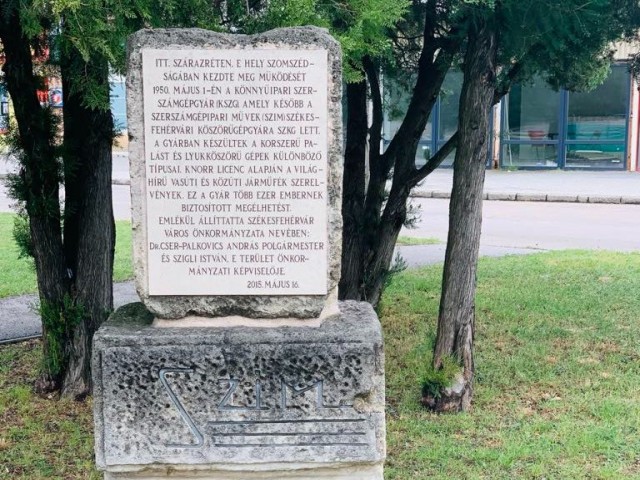 ITT, SZÁRAZRÉTEN, E HELY SZOMSZÉD-
SÁGÁBAN KEZDTE MEG MŰKÖDÉSÉT
1950. MÁJUS 1-ÉN A KÖNNYŰIPARI SZER-
SZÁMGÉPGYÁR (KSZG), AMELY KÉSŐBB A
SZERSZÁMGÉPIPARI MŰVEK (SZIM) SZÉKES-
FEHÉRVÁRI KÖSZÖRŰGÉPGYÁRA SZKG LETT.
A GYÁRBAN KÉSZÜLTEK A KORSZERŰ PA-
LÁST ÉS LYUKKÖSZÖRŰ GÉPEK KÜLÖNBÖZŐ
TÍPUSAI. KNORR LICENC ALAPJÁN A VILÁG-
HÍRŰ VASÚTI ÉS KÖZÚTI JÁRMŰFÉK SZEREL-
VÉNYEK. EZ A GYÁR TÖBB EZER EMBERNEK
BIZTOSÍTOTT MEGÉLHETÉST.
EMLÉKÜL ÁLLÍTTATTA SZÉKESFEHÉRVÁR
VÁROS ÖNKORMÁNYZATA NEVÉBEN:
DR.CSER-PALKOVICS ANDRÁS POLGÁRMESTER
ÉS SZIGLI ISTVÁN, E TERÜLET ÖNKOR-
MÁNYZATI KÉPVISELŐJE.
2015. MÁJUS 16.
SZIM